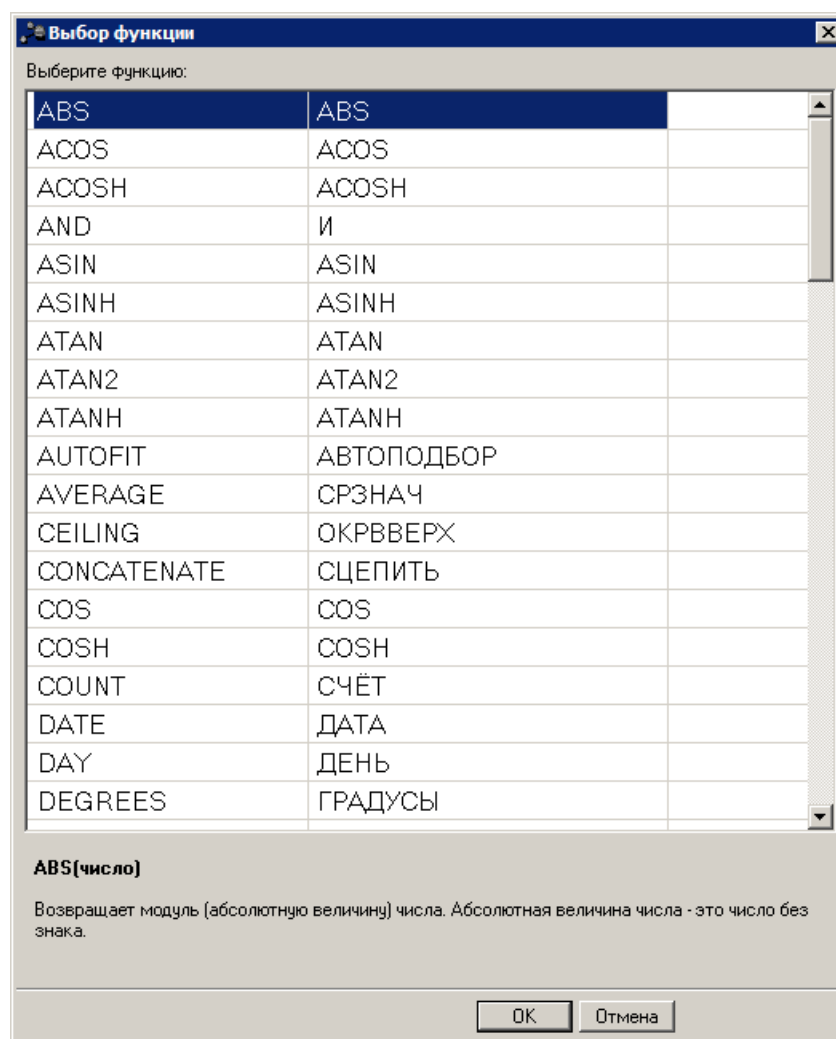 Выбор функции
Выберите функцию:
ABS ABS
ACOS ACOS
ACOSH ACOSH
AND И
ASIN ASIN
ASINH ASINH
ATAN ATAN
ATAN2 ATAN2
ATANH ATANH
AUTOFIT АВТОПОДБОР
AVERAGE СРЗНАЧ
CEILING ОКРВВЕРХ
CONCATENATE СЦЕПИТЬ
COS COS
COSH COSH
COUNT СЧЁТ
DATE ДАТА
DAY ДЕНЬ
DEGREES ГРАДУСЫ
ABS(число)
Возвращает модуль (абсолютную величину) числа. Абсолютная величина числа - это число без
знака.
OK Отмена